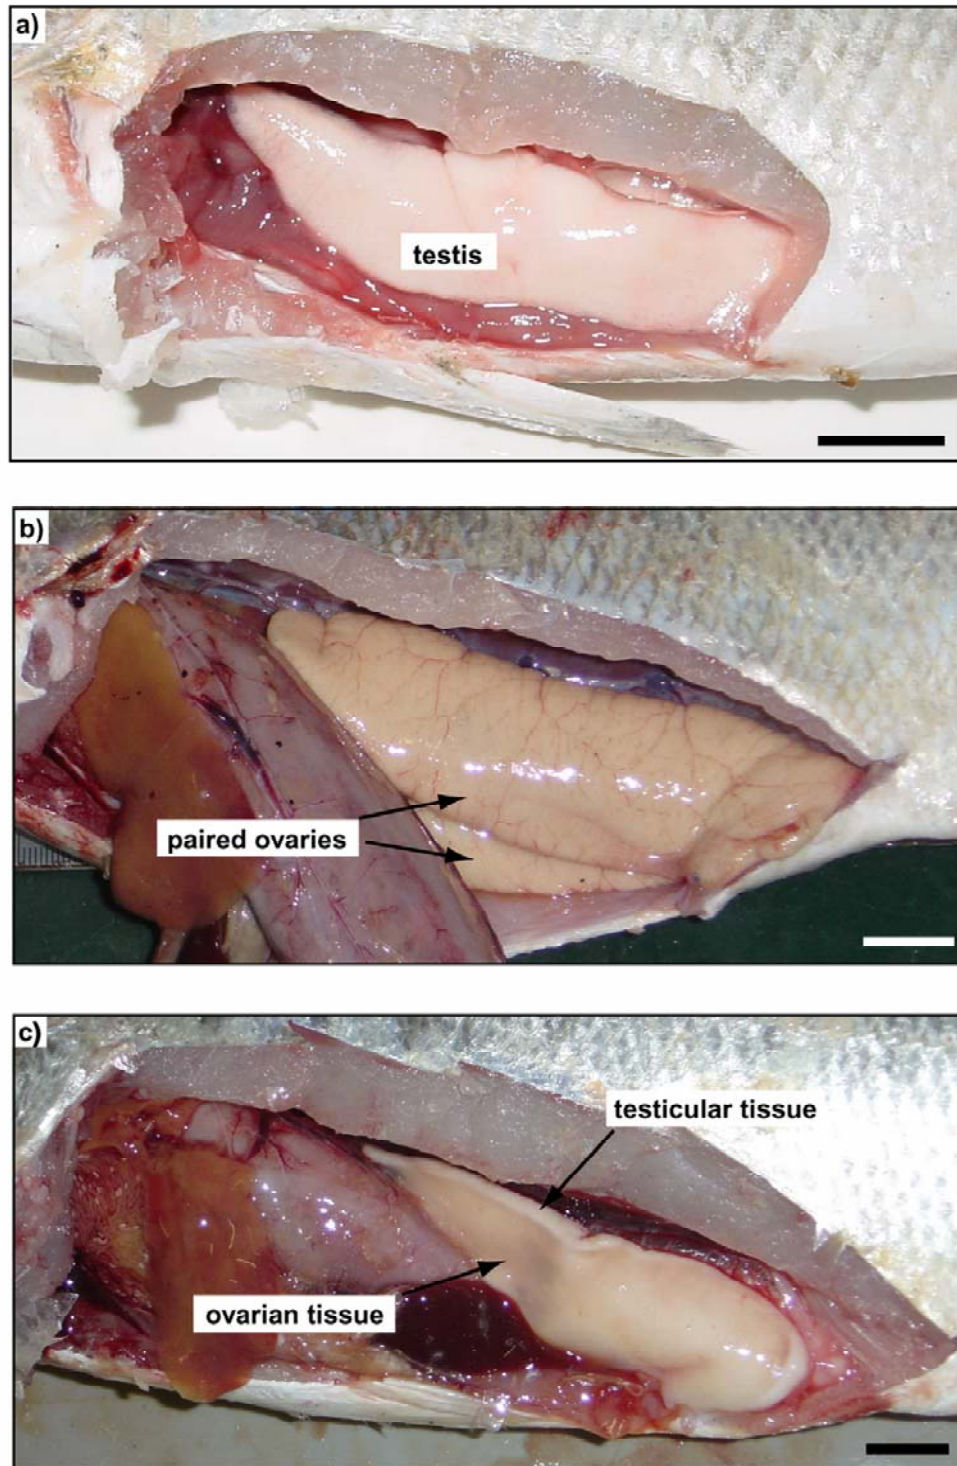 a)
testis
b)
paired ovaries
c)
testicular tissue
ovarian tissue